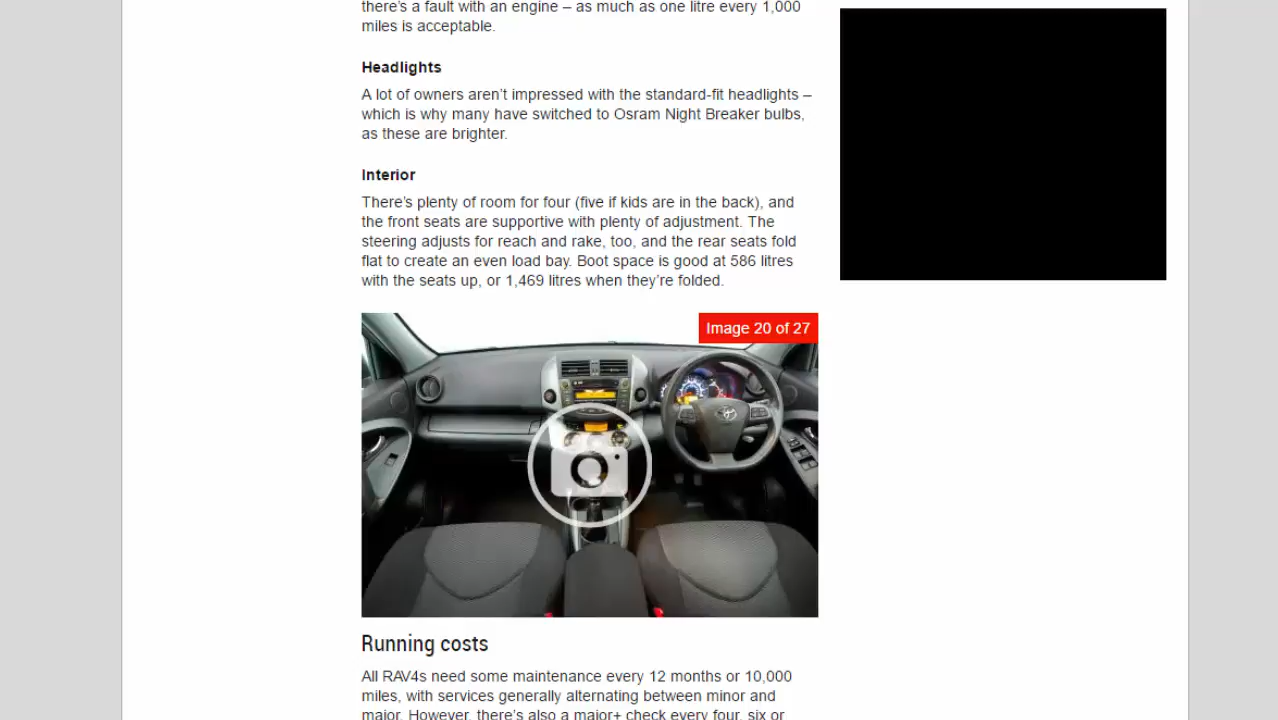 there's a fault with an engine – as much as one litre every 1,000
miles is acceptable.
Headlights
A lot of owners aren't impressed with the standard-fit headlights –
which is why many have switched to Osram Night Breaker bulbs,
as these are brighter.
Interior
There's plenty of room for four (five if kids are in the back), and
the front seats are supportive with plenty of adjustment. The
steering adjusts for reach and rake, too, and the rear seats fold
flat to create an even load bay. Boot space is good at 586 litres
with the seats up, or 1,469 litres when they're folded.
Image 20 of 27
Running costs
All RAV4s need some maintenance every 12 months or 10,000
miles, with services generally alternating between minor and
major. However, there's also a major+ check every four, six or